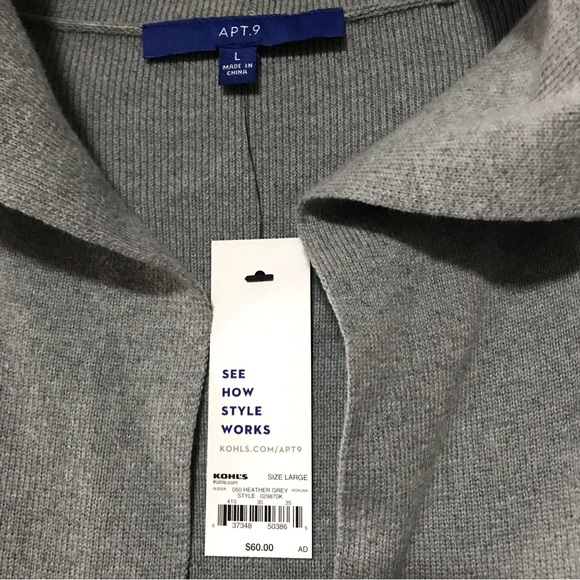 APT.9
L
MADE IN
CHINA
SEE
HOW
STYLE
WORKS
KOHLS.COM/APT9
KOHL'S SIZE LARGE
Kohls.com
050 HEATHER GREY
STYLE 029870K
410 30 35
37348 50386
$60.00 AD